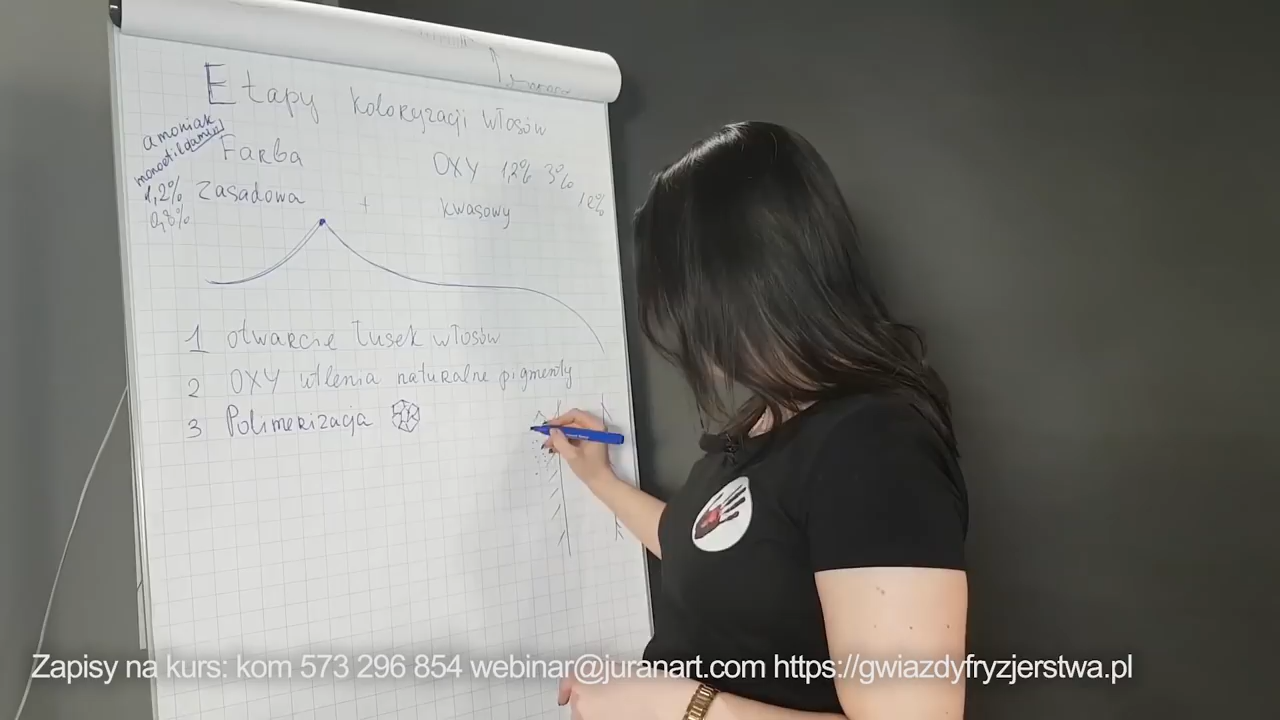 Etapy koloryzacji włosów
amoniak
Farba
OXY 1,2% 3%
12%
1,2% Zasadowa + kwasowy
0,8%
1 otwarcie łusek włosów
2 OXY utlenia naturalne pigmenty
3 Polimeryzacja
Zapisy na kurs: kom 573 296 854 webinar@juranart.com https://gwiazdyfryzjerstwa.pl